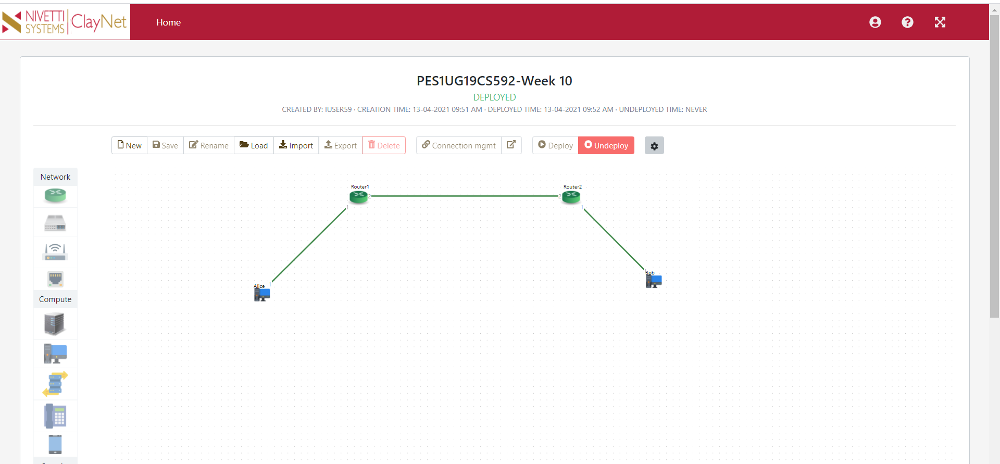 NIVETTI SYSTEMS ClayNet
Home
PES1UG19CS592-Week 10
DEPLOYED
CREATED BY: IUSER59 · CREATION TIME: 13-04-2021 09:51 AM · DEPLOYED TIME: 13-04-2021 09:52 AM · UNDEPLOYED TIME: NEVER
New Save Rename Load Import Export Delete Connection mgmt Deploy Undeploy
Network
Router1
Router2
2
2
1
1
Bob
Alice 1
Compute